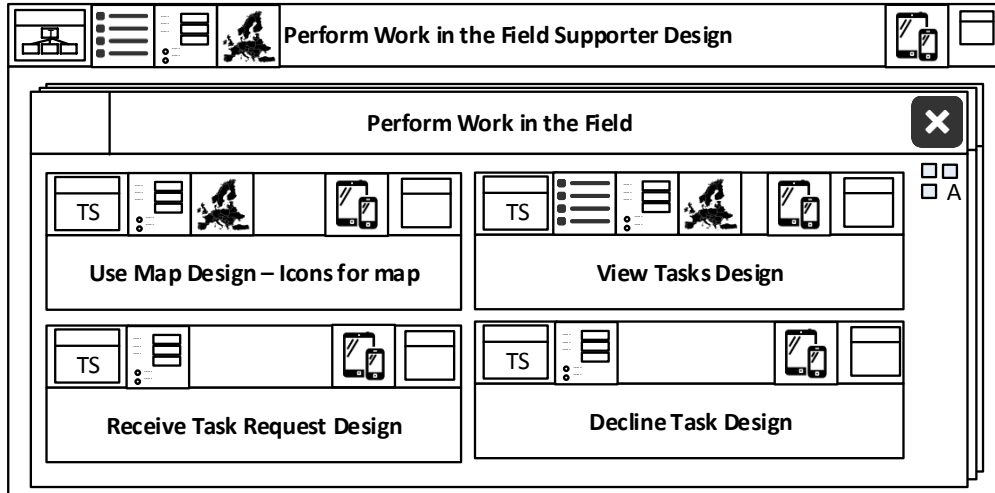 Perform Work in the Field Supporter Design
Perform Work in the Field
A
TS
Use Map Design – Icons for map
TS
View Tasks Design
TS
Receive Task Request Design
TS
Decline Task Design